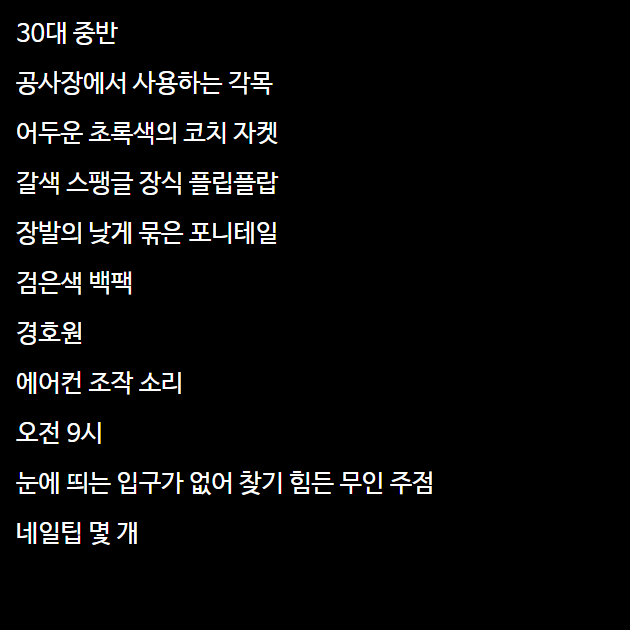 30대 중반
공사장에서 사용하는 각목
어두운 초록색의 코치 자켓
갈색 스팽글 장식 플립플랍
장발의 낮게 묶은 포니테일
검은색 백팩
경호원
에어컨 조작 소리
오전 9시
눈에 띄는 입구가 없어 찾기 힘든 무인 주점
네일팁 몇 개